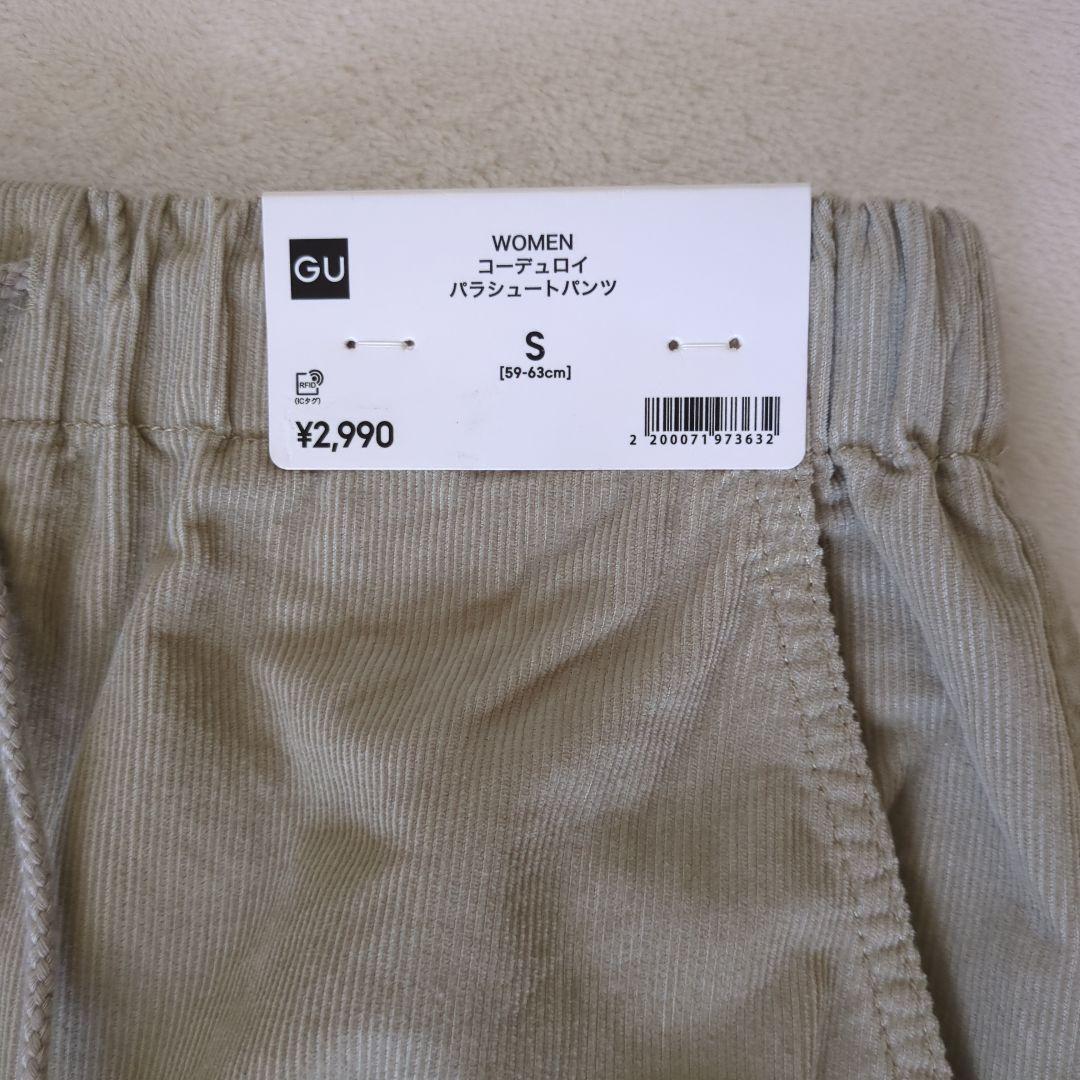 GU
WOMEN
コーデュロイ
パラシュートパンツ
S
[59-63cm]
RFID
(ICタグ)
¥2,990
2 200071 973632